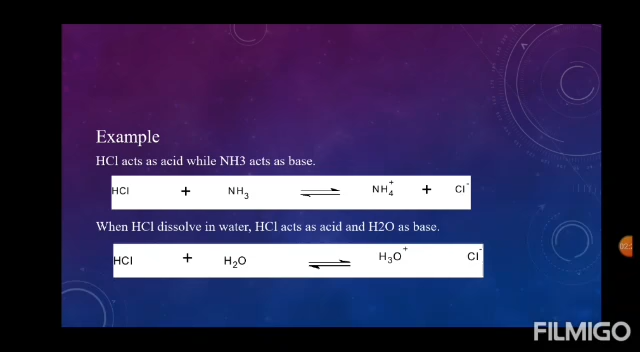 Example
HCl acts as acid while NH3 acts as base.
HCl + NH3 ⇌ NH4+ + Cl-
When HCl dissolve in water, HCl acts as acid and H2O as base.
HCl + H2O ⇌ H3O+ Cl-
FILMIGO